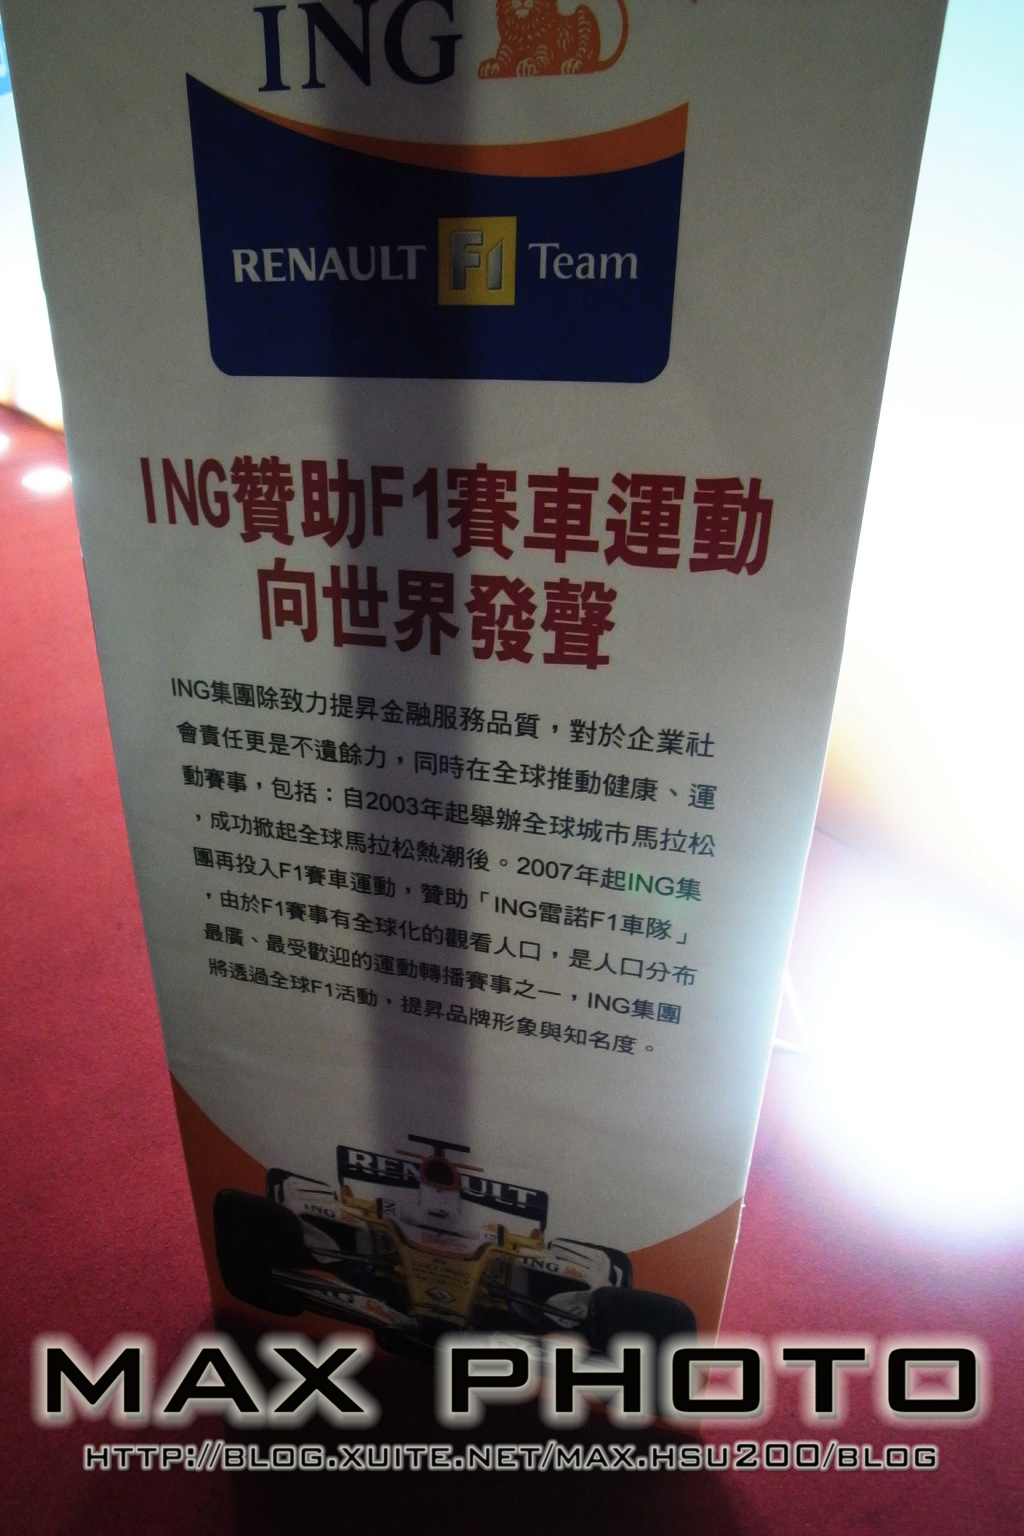 ING
RENAULT F1 Team
ING贊助F1賽車運動
向世界發聲
ING集團除致力提昇金融服務品質，對於企業社
會責任更是不遺餘力，同時在全球推動健康、運
動賽事，包括：自2003年起舉辦全球城市馬拉松
，成功掀起全球馬拉松熱潮後。2007年起ING集
團再投入F1賽車運動，贊助「ING雷諾F1車隊」
，由於F1賽事有全球化的觀看人口，是人口分布
最廣、最受歡迎的運動轉播賽事之一，ING集團
將透過全球F1活動，提昇品牌形象與知名度。
RENAULT
ING
ING
ING
MAX PHOTO
HTTP://BLOG.XUITE.NET/MAX.HSU200/BLOG